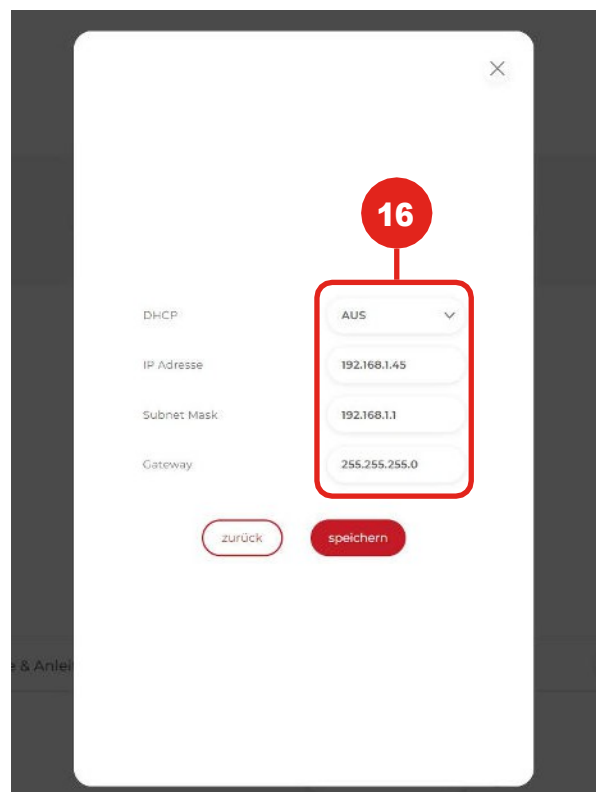 16
DHCP AUS
IP Adresse 192.168.1.45
Subnet Mask 192.168.1.1
Gateway 255.255.255.0
zurück speichern
& Anlei